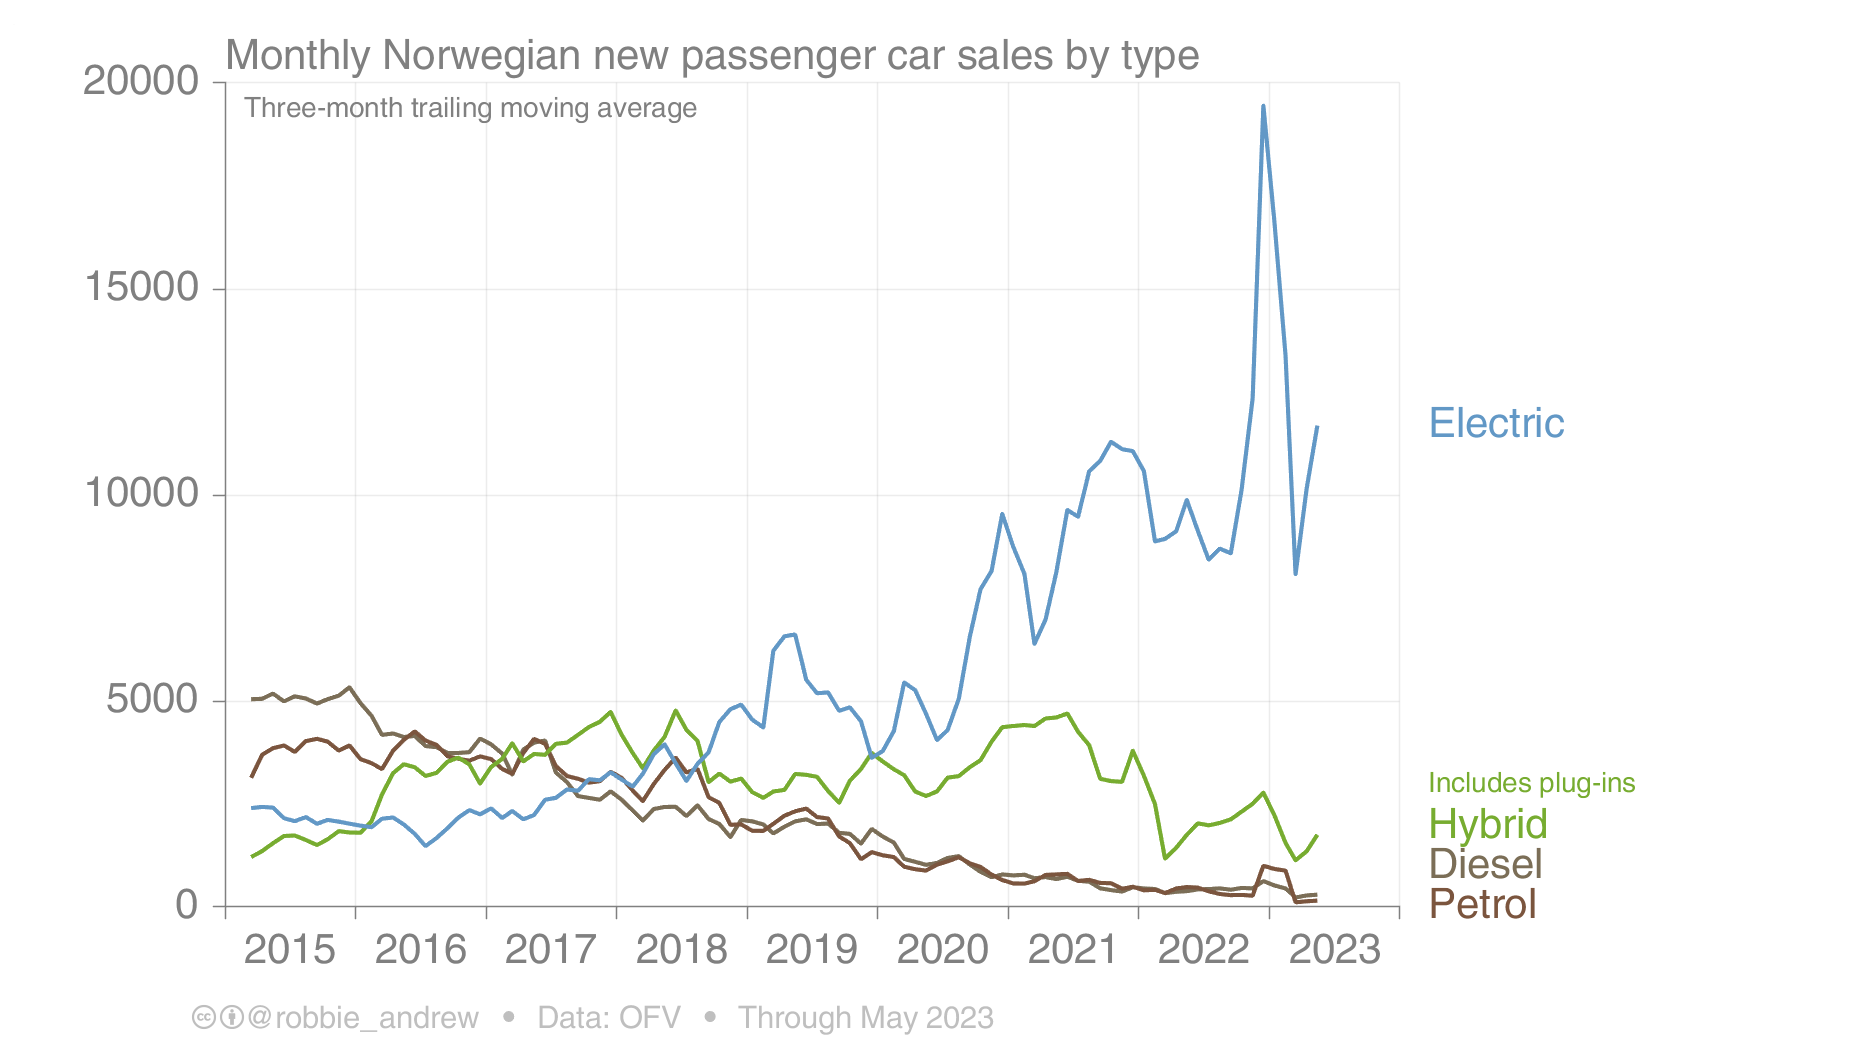 Monthly Norwegian new passenger car sales by type
Three-month trailing moving average
20000
15000
10000
5000
0
Electric
Includes plug-ins
Hybrid
Diesel
Petrol
2015 2016 2017 2018 2019 2020 2021 2022 2023
cc @robbie_andrew • Data: OFV • Through May 2023